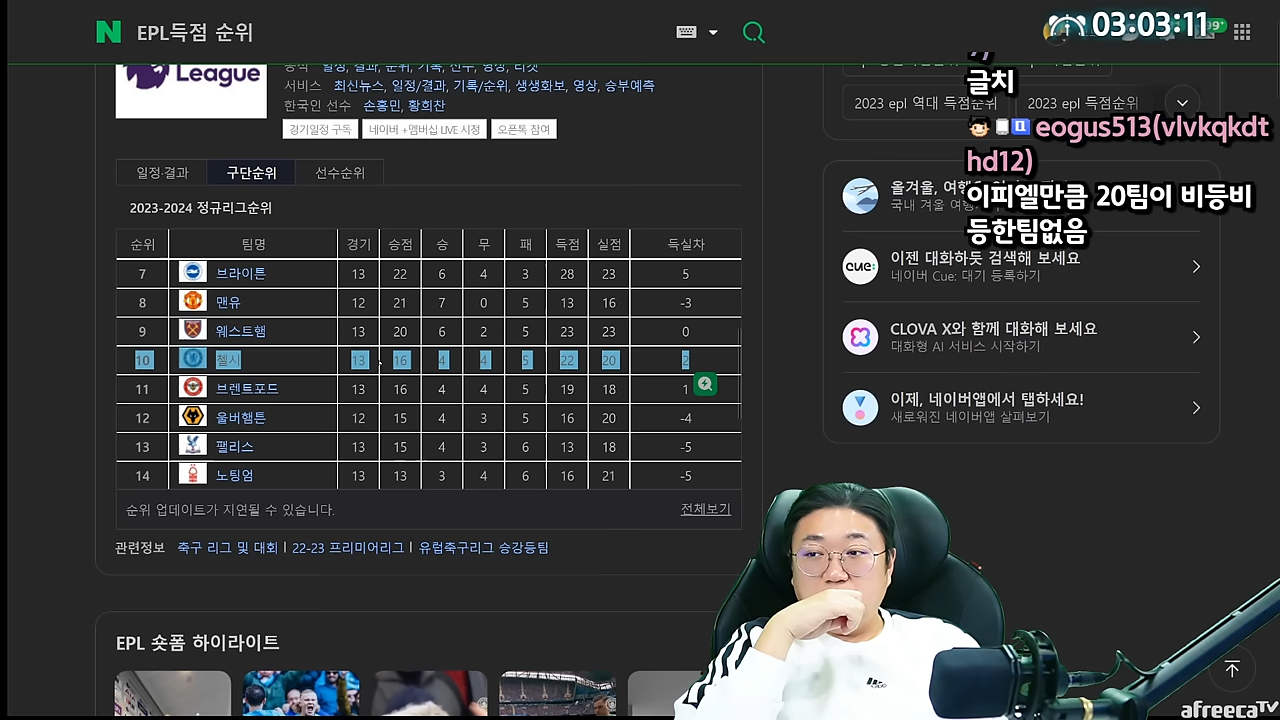 N EPL득점 순위
03:03:11
99+
League
서비스 최신뉴스, 일정/결과, 기록/순위, 생생화보, 영상, 승부예측
한국인 선수 손흥민, 황희찬
경기일정 구독 네이버 +멤버십 LIVE 시청 오픈톡 참여
일정·결과 구단순위 선수순위
2023-2024 정규리그순위
순위 팀명 경기 승점 승 무 패 득점 실점 득실차
7 브라이튼 13 22 6 4 3 28 23 5
8 맨유 12 21 7 0 5 13 16 -3
9 웨스트햄 13 20 6 2 5 23 23 0
10 첼시 13 16 4 4 5 22 20 2
11 브렌트포드 13 16 4 4 5 19 18 1
12 울버햄튼 12 15 4 3 5 16 20 -4
13 팰리스 13 15 4 3 6 13 18 -5
14 노팅엄 13 13 3 4 6 16 21 -5
순위 업데이트가 지연될 수 있습니다. 전체보기
관련정보 축구 리그 및 대회 | 22-23 프리미어리그 | 유럽축구리그 승강등팀
EPL 숏폼 하이라이트
글치
2023 epl 역대 득점순위 2023 epl 득점순위
eogus513(vlvkqkdt
hd12)
이피엘만큼 20팀이 비등비
등한팀없음
올겨울, 여행
국내 겨울 여행
cue:
이젠 대화하듯 검색해 보세요
네이버 Cue: 대기 등록하기
CLOVA X와 함께 대화해 보세요
대화형 AI 서비스 시작하기
이제, 네이버앱에서 탭하세요!
새로워진 네이버앱 살펴보기
afreecaTV